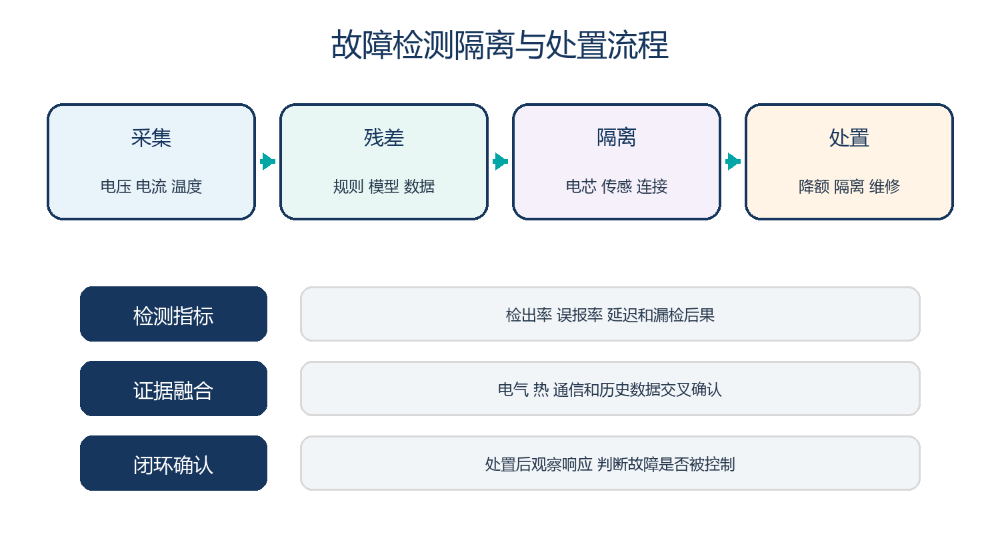 故障检测隔离与处置流程
采集
电压 电流 温度
残差
规则 模型 数据
隔离
电芯 传感 连接
处置
降额 隔离 维修
检测指标
检出率 误报率 延迟和漏检后果
证据融合
电气 热 通信和历史数据交叉确认
闭环确认
处置后观察响应 判断故障是否被控制